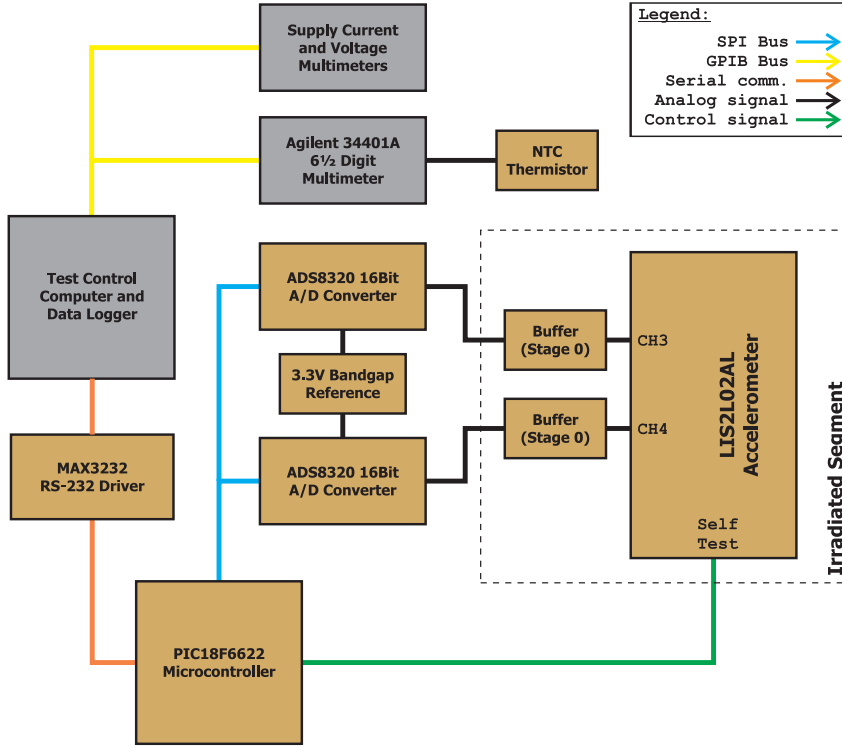 Supply Current
and Voltage
Multimeters
Legend:
SPI Bus
GPIB Bus
Serial comm.
Analog signal
Control signal
Agilent 34401A
6½ Digit
Multimeter
NTC
Thermistor
Test Control
Computer and
Data Logger
ADS8320 16Bit
A/D Converter
Buffer
(Stage 0)
CH3
3.3V Bandgap
Reference
Buffer
(Stage 0)
CH4
LIS2L02AL
Accelerometer
Irradiated Segment
MAX3232
RS-232 Driver
ADS8320 16Bit
A/D Converter
Self
Test
PIC18F6622
Microcontroller